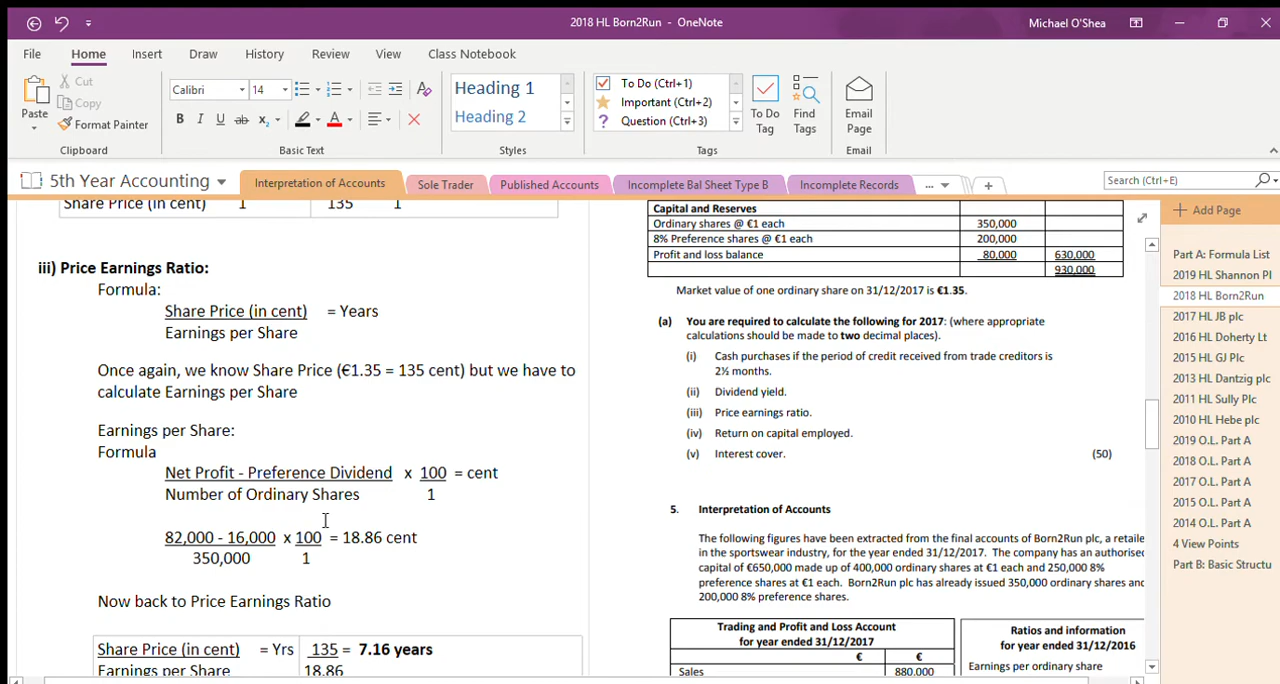 2018 HL Born2Run - OneNote
Michael O'Shea
File Home Insert Draw History Review View Class Notebook
Paste
Cut
Copy
Format Painter
Clipboard
Calibri 14
B I U ab x₂ A
Basic Text
Heading 1
Heading 2
Styles
To Do (Ctrl+1)
Important (Ctrl+2)
Question (Ctrl+3)
To Do Tag
Find Tags
Tags
Email Page
Email
5th Year Accounting
Interpretation of Accounts
Sole Trader
Published Accounts
Incomplete Bal Sheet Type B
Incomplete Records
...
Search (Ctrl+E)
Share Price (in cent) 1 135 1
iii) Price Earnings Ratio:
Formula:
Share Price (in cent) = Years
Earnings per Share
Once again, we know Share Price (€1.35 = 135 cent) but we have to
calculate Earnings per Share
Earnings per Share:
Formula
Net Profit - Preference Dividend x 100 = cent
Number of Ordinary Shares 1
82,000 - 16,000 x 100 = 18.86 cent
350,000 1
Now back to Price Earnings Ratio
Share Price (in cent) = Yrs 135 = 7.16 years
Earnings per Share 18.86
Capital and Reserves
Ordinary shares @ €1 each 350,000
8% Preference shares @ €1 each 200,000
Profit and loss balance 80,000 630,000
930,000
Market value of one ordinary share on 31/12/2017 is €1.35.
(a) You are required to calculate the following for 2017: (where appropriate
calculations should be made to two decimal places).
(i) Cash purchases if the period of credit received from trade creditors is
2½ months.
(ii) Dividend yield.
(iii) Price earnings ratio.
(iv) Return on capital employed.
(v) Interest cover. (50)
5. Interpretation of Accounts
The following figures have been extracted from the final accounts of Born2Run plc, a retaile
in the sportswear industry, for the year ended 31/12/2017. The company has an authorised
capital of €650,000 made up of 400,000 ordinary shares at €1 each and 250,000 8%
preference shares at €1 each. Born2Run plc has already issued 350,000 ordinary shares and
200,000 8% preference shares.
Trading and Profit and Loss Account
for year ended 31/12/2017
€ €
Sales 880,000
Ratios and information
for year ended 31/12/2016
Earnings per ordinary share
Add Page
Part A: Formula List
2019 HL Shannon Pl
2018 HL Born2Run
2017 HL JB plc
2016 HL Doherty Lt
2015 HL GJ Plc
2013 HL Dantzig plc
2011 HL Sully Plc
2010 HL Hebe plc
2019 O.L. Part A
2018 O.L. Part A
2017 O.L. Part A
2015 O.L. Part A
2014 O.L. Part A
4 View Points
Part B: Basic Structu